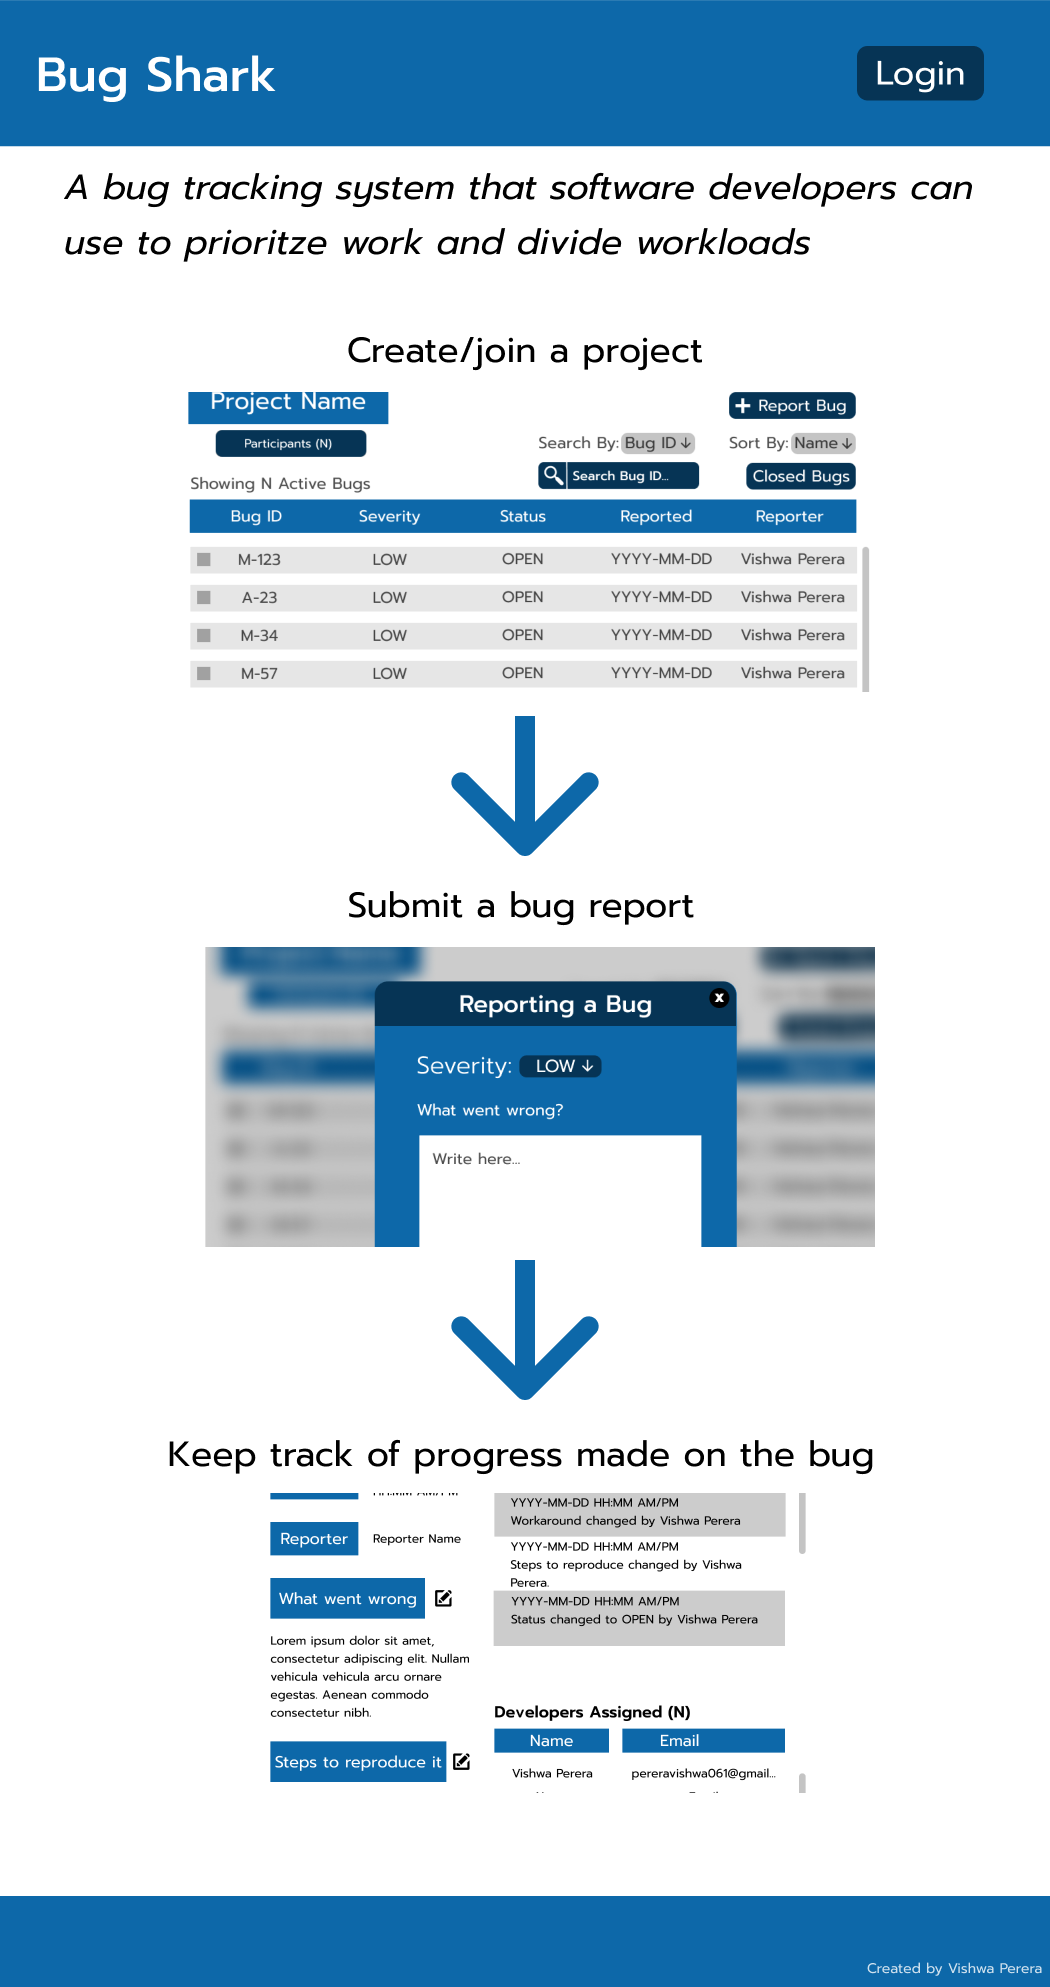 Bug Shark
Login
A bug tracking system that software developers can
use to prioritze work and divide workloads
Create/join a project
Project Name
+ Report Bug
Participants (N)
Search By: Bug ID ↓
Sort By: Name ↓
Search Bug ID...
Closed Bugs
Showing N Active Bugs
Bug ID Severity Status Reported Reporter
M-123 LOW OPEN YYYY-MM-DD Vishwa Perera
A-23 LOW OPEN YYYY-MM-DD Vishwa Perera
M-34 LOW OPEN YYYY-MM-DD Vishwa Perera
M-57 LOW OPEN YYYY-MM-DD Vishwa Perera
Submit a bug report
Reporting a Bug
x
Severity: LOW ↓
What went wrong?
Write here...
Keep track of progress made on the bug
Reporter
Reporter Name
What went wrong
Lorem ipsum dolor sit amet,
consectetur adipiscing elit. Nullam
vehicula vehicula arcu ornare
egestas. Aenean commodo
consectetur nibh.
Steps to reproduce it
YYYY-MM-DD HH:MM AM/PM
Workaround changed by Vishwa Perera
YYYY-MM-DD HH:MM AM/PM
Steps to reproduce changed by Vishwa
Perera.
YYYY-MM-DD HH:MM AM/PM
Status changed to OPEN by Vishwa Perera
Developers Assigned (N)
Name Email
Vishwa Perera pereravishwa061@gmail...
Created by Vishwa Perera